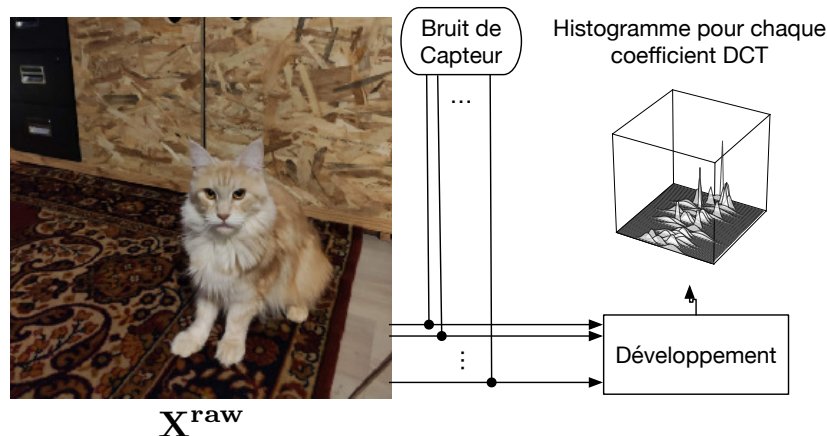 Bruit de
Capteur
Histogramme pour chaque
coefficient DCT
...
...
Développement
X^raw